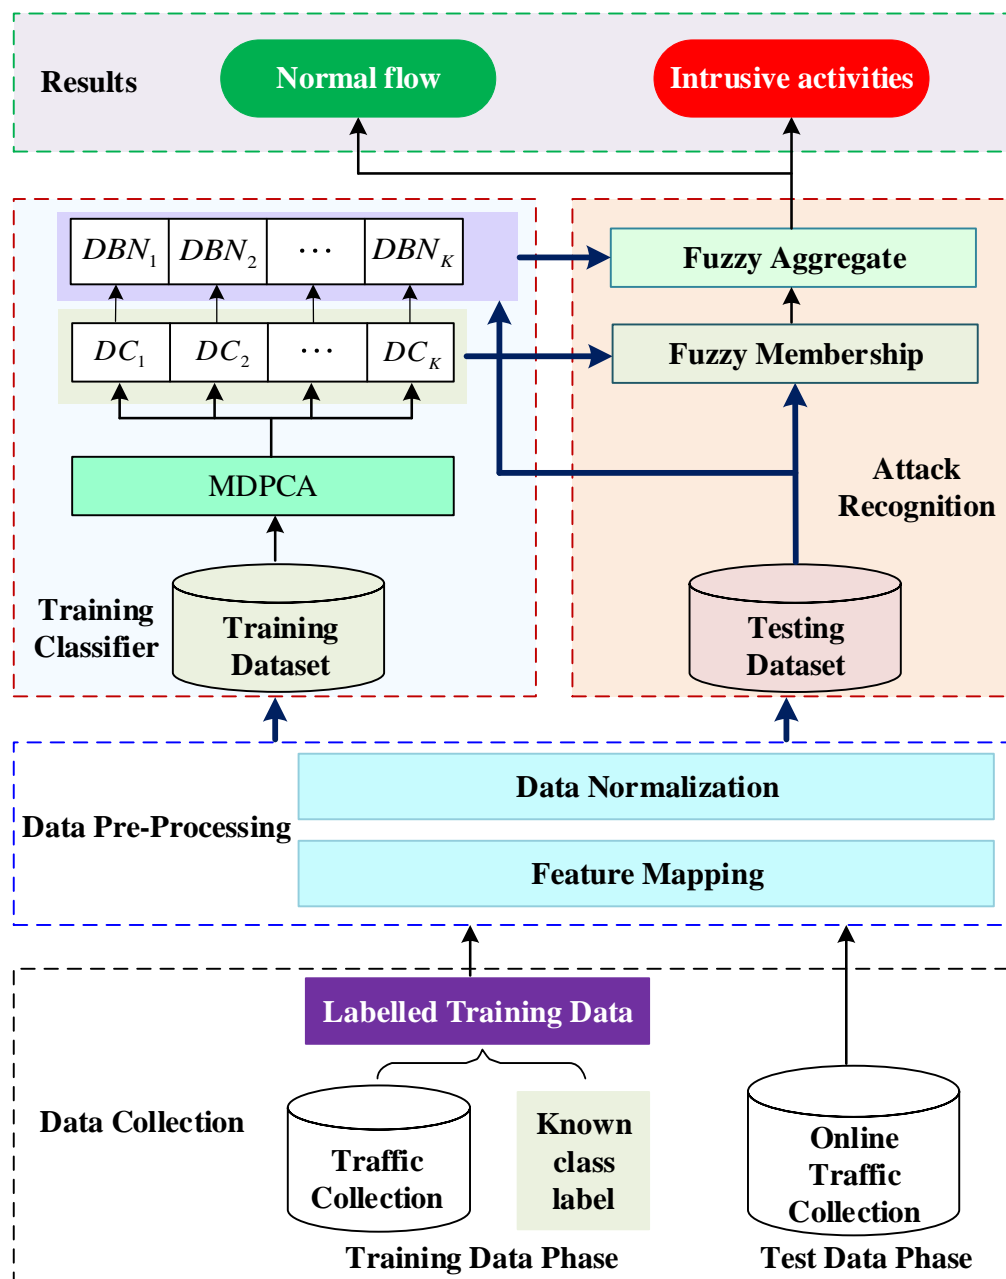 Results
Normal flow
Intrusive activities
DBN₁ DBN₂ ⋯ DBN_K
Fuzzy Aggregate
DC₁ DC₂ ⋯ DC_K
Fuzzy Membership
MDPCA
Attack
Recognition
Training
Classifier
Training
Dataset
Testing
Dataset
Data Pre-Processing
Data Normalization
Feature Mapping
Data Collection
Labelled Training Data
Traffic
Collection
Known
class
label
Online
Traffic
Collection
Training Data Phase
Test Data Phase